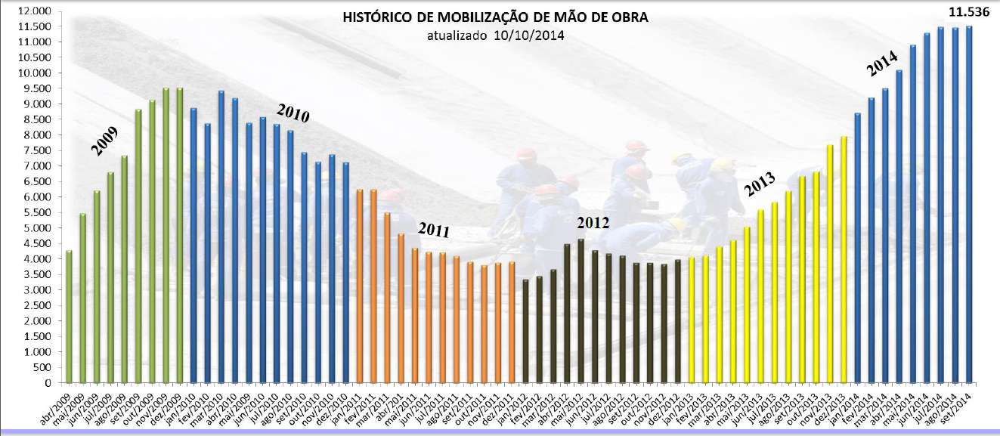 HISTÓRICO DE MOBILIZAÇÃO DE MÃO DE OBRA
atualizado 10/10/2014
11.536
12.000
11.500
11.000
10.500
10.000
9.500
9.000
8.500
8.000
7.500
7.000
6.500
6.000
5.500
5.000
4.500
4.000
3.500
3.000
2.500
2.000
1.500
1.000
500
0
2009
2010
2011
2012
2013
2014
abr/2009
mai/2009
jun/2009
jul/2009
ago/2009
set/2009
out/2009
nov/2009
dez/2009
jan/2010
fev/2010
mar/2010
abr/2010
mai/2009
jun/2010
jul/2010
ago/2010
set/2010
out/2010
nov/2010
dez/2010
jan/2011
fev/2011
mar/2011
abr/2001
mai/2011
jun/2011
jul/2011
ago/2011
set/2011
out/2011
nov/2011
dez/2011
jan/2012
fev/2012
mar/2012
abr/2012
mai/2012
jun/2012
jul/2012
ago/2012
set/2012
out/2012
nov/2012
dez/2012
jan/2013
fev/2013
mar/2013
abr/2013
mai/2013
jun/2013
jul/2013
ago/2013
set/2013
out/2013
nov/2013
dez/2013
jan/2014
fev/2014
mar/2014
abr/2014
mai/2014
jun/2014
jul/2014
ago/2014
set/2014